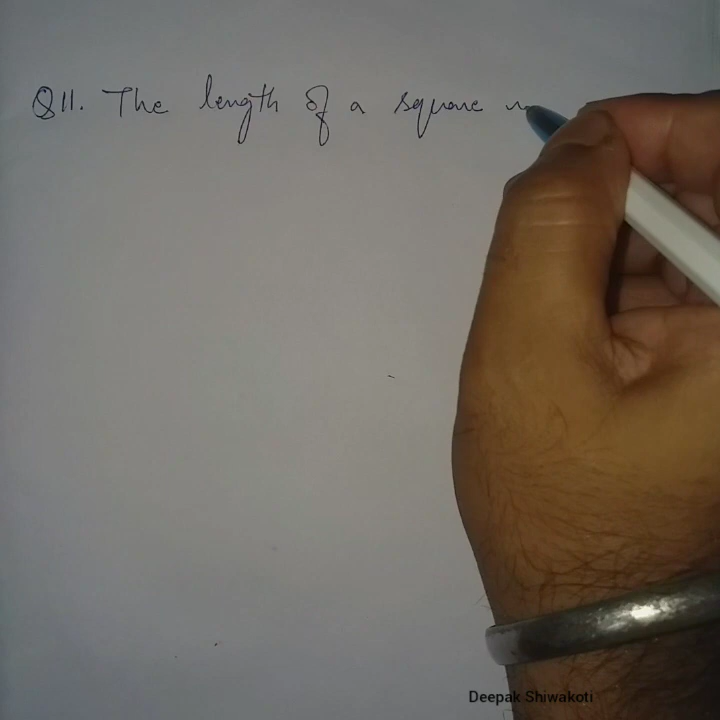 Q11. The length of a square
Deepak Shiwakoti